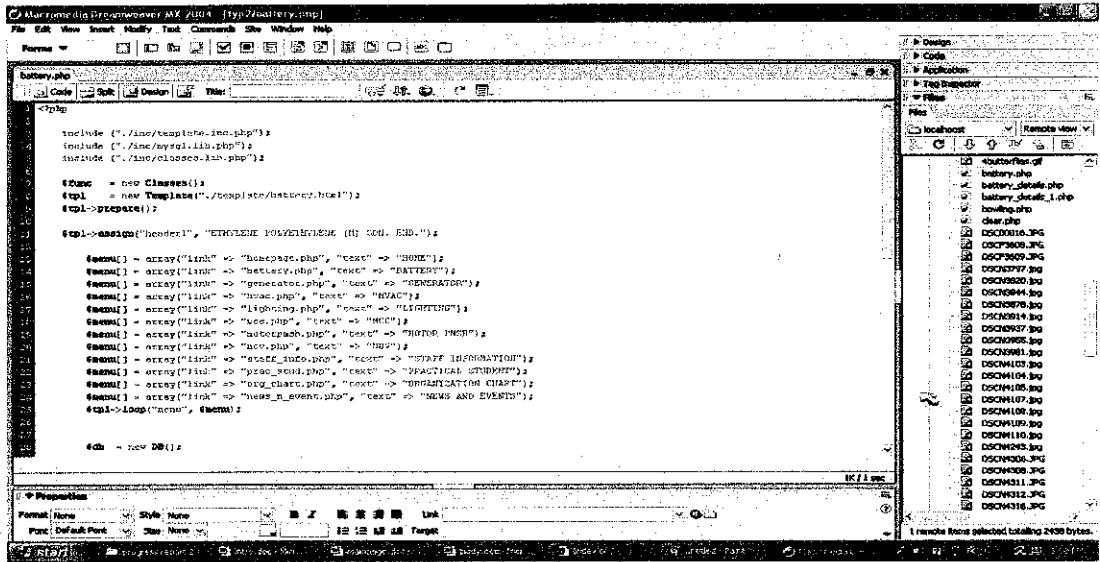 Macromedia Dreamweaver MX 2004 - [fyp2/battery.php]
File Edit View Insert Modify Text Commands Site Window Help
Forms
battery.php
Code Split Design Title:
<?php
include ("./inc/template.inc.php");
include ("./inc/mysql.lib.php");
include ("./inc/classes.lib.php");
$func = new Classes();
$tpl = new Template("./template/battery.html");
$tpl->prepare();
$tpl->assign("header1", "ETHYLENE POLYETHYLENE (M) SDN. BHD.");
$menu[] = array("link" => "homepage.php", "text" => "HOME");
$menu[] = array("link" => "battery.php", "text" => "BATTERY");
$menu[] = array("link" => "generator.php", "text" => "GENERATOR");
$menu[] = array("link" => "hvac.php", "text" => "HVAC");
$menu[] = array("link" => "lighting.php", "text" => "LIGHTING");
$menu[] = array("link" => "mcc.php", "text" => "MCC");
$menu[] = array("link" => "text" =>
$menu[] = array("link" => "text" =>
$menu[] = array("link" => "staff_info.php", "text" => "STAFF INFORMATION");
$menu[] = array("link" => "prac_stud.php", "text" => "PRACTICAL STUDENT");
$menu[] = array("link" => "org_chart.php", "text" => "ORGANIZATION CHART");
$menu[] = array("link" => "news_n_event.php", "text" => "NEWS AND EVENTS");
$tpl->loop("menu", $menu);
$db = new DB();
1K / 1 sec
Properties
Format None Style None B I Link
Font Default Font Size None Target
Design
Code
Application
Tag Inspector
Files
Files
localhost Remote view
4butterflies.gif
battery.php
battery_details.php
battery_details_1.php
bowling.php
clear.php
DSC00016.JPG
DSCF3608.JPG
DSCF3609.JPG
DSCN3797.jpg
DSCN3820.jpg
DSCN3844.jpg
DSCN3878.jpg
DSCN3914.jpg
DSCN3937.jpg
DSCN3955.jpg
DSCN3981.jpg
DSCN4103.jpg
DSCN4104.jpg
DSCN4105.jpg
DSCN4107.jpg
DSCN4108.jpg
DSCN4109.jpg
DSCN4110.jpg
DSCN4243.jpg
DSCN4306.JPG
DSCN4308.JPG
DSCN4311.JPG
DSCN4312.JPG
DSCN4316.JPG
1 remote items selected totalling 2438 bytes.
start